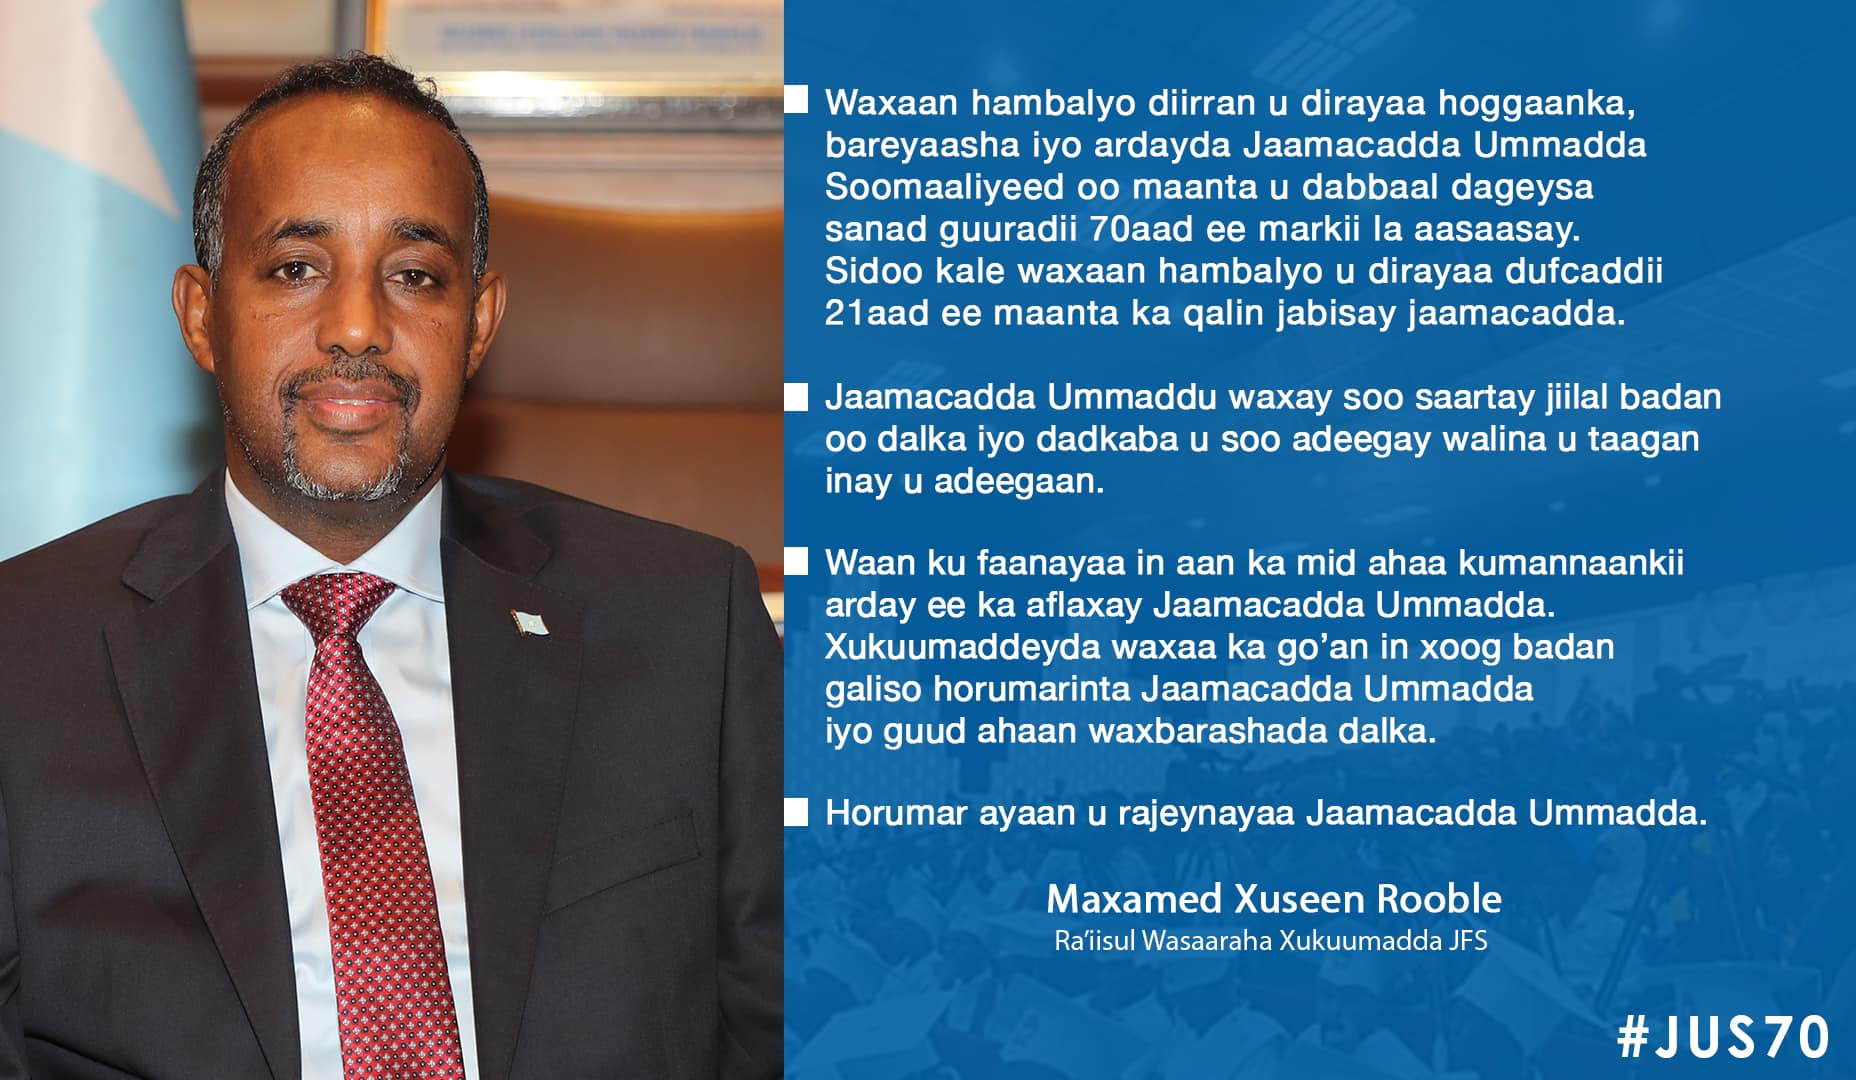 Waxaan hambalyo diirran u dirayaa hoggaanka,
bareyaasha iyo ardayda Jaamacadda Ummadda
Soomaaliyeed oo maanta u dabbaal dageysa
sanad guuradii 70aad ee markii la aasaasay.
Sidoo kale waxaan hambalyo u dirayaa dufcaddii
21aad ee maanta ka qalin jabisay jaamacadda.
Jaamacadda Ummaddu waxay soo saartay jiilal badan
oo dalka iyo dadkaba u soo adeegay walina u taagan
inay u adeegaan.
Waan ku faanayaa in aan ka mid ahaa kumannaankii
arday ee ka aflaxay Jaamacadda Ummadda.
Xukuumaddeyda waxaa ka go’an in xoog badan
galiso horumarinta Jaamacadda Ummadda
iyo guud ahaan waxbarashada dalka.
Horumar ayaan u rajeynayaa Jaamacadda Ummadda.
Maxamed Xuseen Rooble
Ra’iisul Wasaaraha Xukuumadda JFS
#JUS70